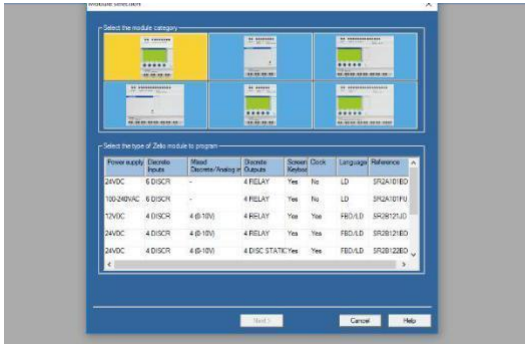 Module selection
Select the module category
Select the type of Zelio module to program
Power supply Discrete Inputs Mixed Discrete/Analog in Discrete Outputs Screen Keyboa Clock Language Reference
24VDC 6 DISCR - 4 RELAY Yes No LD SR2A101BD
100-240VAC 6 DISCR - 4 RELAY Yes No LD SR2A101FU
12VDC 4 DISCR 4 (0-10V) 4 RELAY Yes Yes FBD/LD SR2B121JD
24VDC 4 DISCR 4 (0-10V) 4 RELAY Yes Yes FBD/LD SR2B121BD
24VDC 4 DISCR 4 (0-10V) 4 DISC STATIC Yes Yes FBD/LD SR2B122BD
Next > Cancel Help